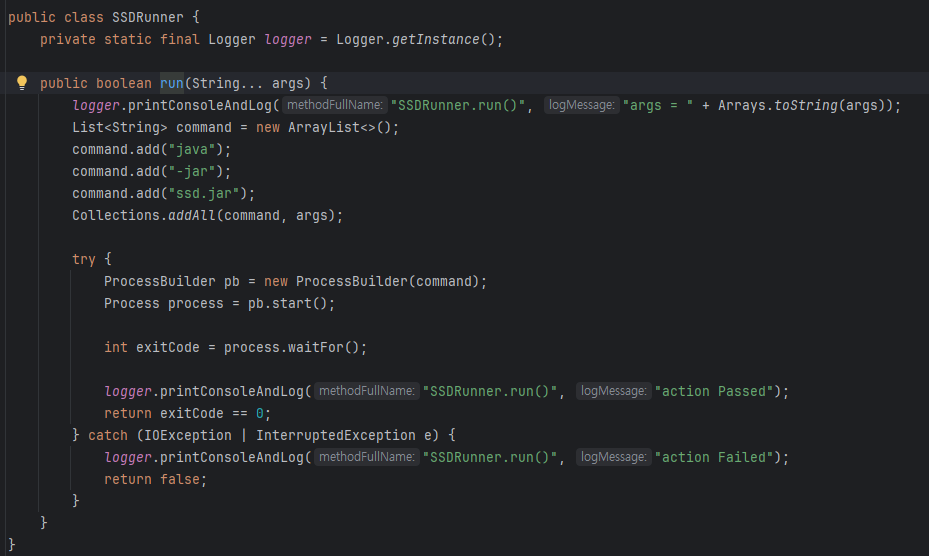 public class SSDRunner {
    private static final Logger logger = Logger.getInstance();
    public boolean run(String... args) {
        logger.printConsoleAndLog( methodFullName: "SSDRunner.run()", logMessage: "args = " + Arrays.toString(args));
        List<String> command = new ArrayList<>();
        command.add("java");
        command.add("-jar");
        command.add("ssd.jar");
        Collections.addAll(command, args);
        try {
            ProcessBuilder pb = new ProcessBuilder(command);
            Process process = pb.start();
            int exitCode = process.waitFor();
            logger.printConsoleAndLog( methodFullName: "SSDRunner.run()", logMessage: "action Passed");
            return exitCode == 0;
        } catch (IOException | InterruptedException e) {
            logger.printConsoleAndLog( methodFullName: "SSDRunner.run()", logMessage: "action Failed");
            return false;
        }
    }
}